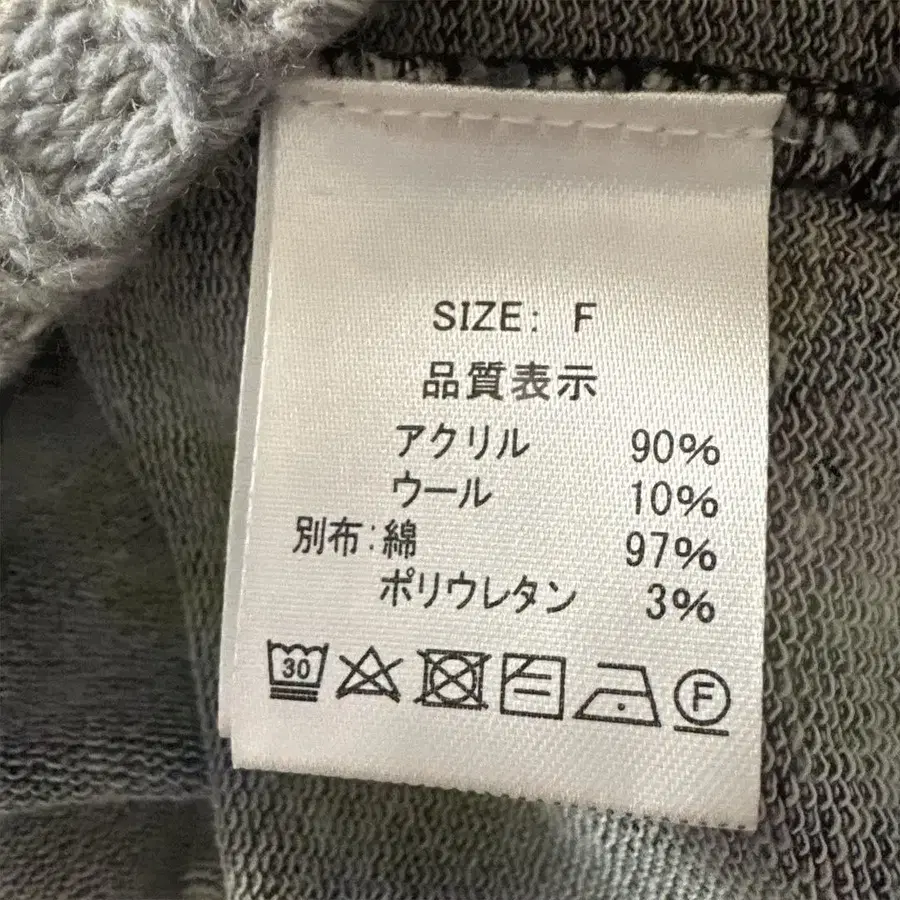 SIZE: F
品質表示
アクリル 90%
ウール 10%
別布:綿 97%
ポリウレタン 3%
30 F